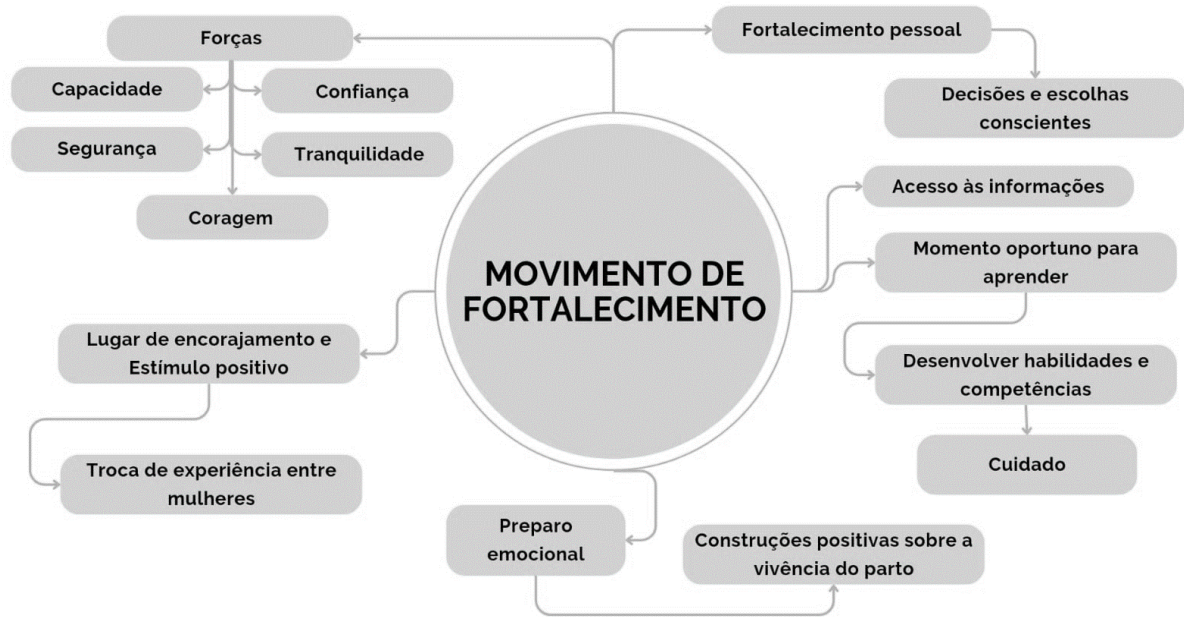 Forças
Capacidade
Confiança
Segurança
Tranquilidade
Coragem
Fortalecimento pessoal
Decisões e escolhas
conscientes
Acesso às informações
Momento oportuno para
aprender
Desenvolver habilidades e
competências
Cuidado
MOVIMENTO DE
FORTALECIMENTO
Lugar de encorajamento e
Estímulo positivo
Troca de experiência entre
mulheres
Preparo
emocional
Construções positivas sobre a
vivência do parto